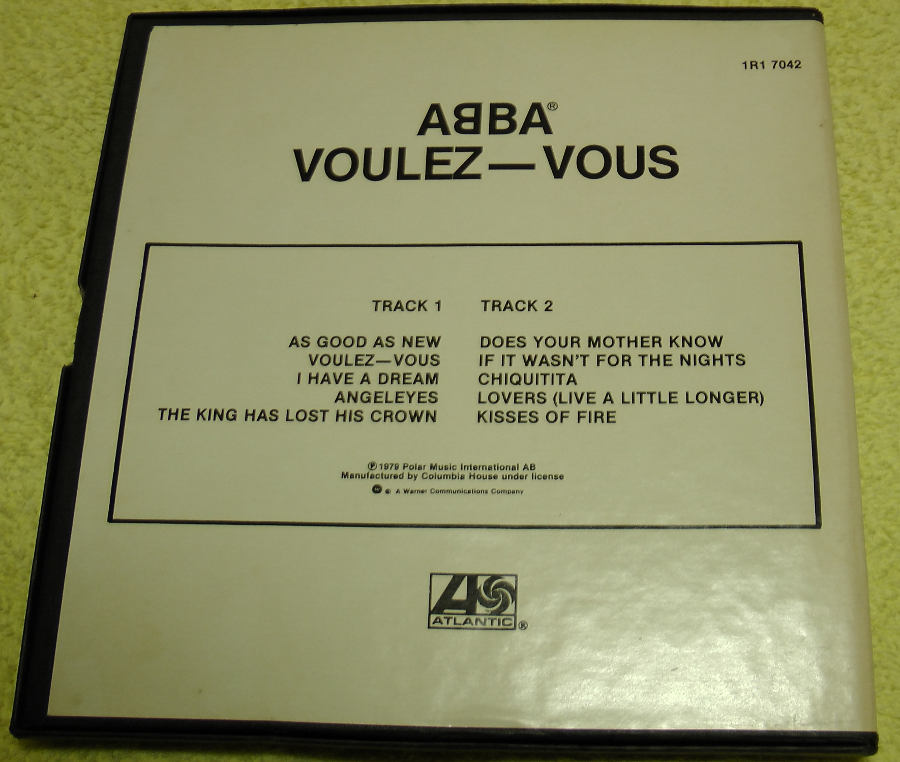 1R1 7042
ABBA®
VOULEZ—VOUS
TRACK 1
AS GOOD AS NEW
VOULEZ—VOUS
I HAVE A DREAM
ANGELEYES
THE KING HAS LOST HIS CROWN
TRACK 2
DOES YOUR MOTHER KNOW
IF IT WASN'T FOR THE NIGHTS
CHIQUITITA
LOVERS (LIVE A LITTLE LONGER)
KISSES OF FIRE
℗1979 Polar Music International AB
Manufactured by Columbia House under license
A Warner Communications Company
ATLANTIC®